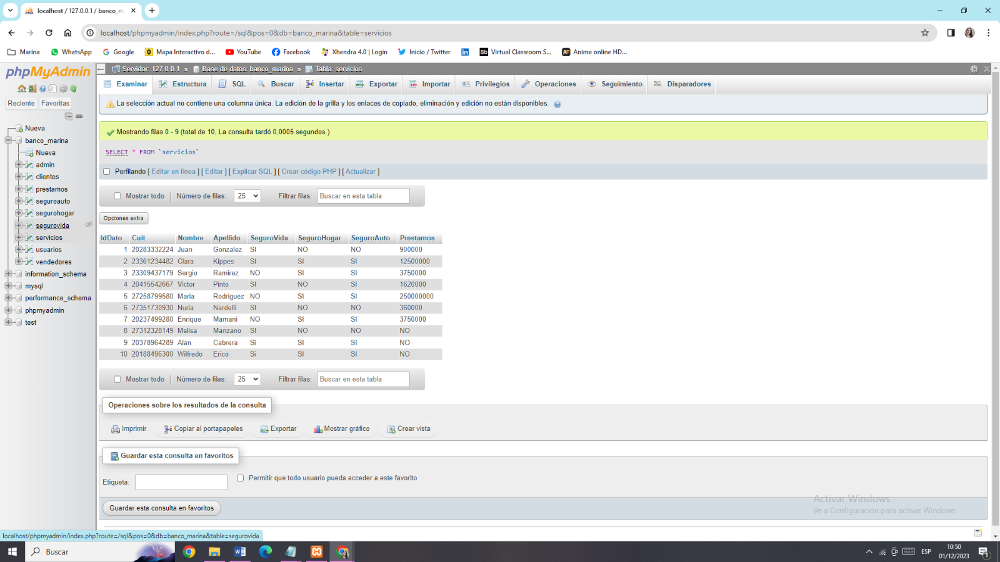 localhost / 127.0.0.1 / banco_m
localhost/phpmyadmin/index.php?route=/sql&pos=0&db=banco_marina&table=servicios
Marina WhatsApp Google Mapa Interactivo d... YouTube Facebook Xhendra 4.0 | Login Inicio / Twitter Virtual Classroom S... Anime online HD...
phpMyAdmin
Reciente Favoritas
Nueva
banco_marina
Nueva
admin
clientes
prestamos
seguroauto
segurohogar
segurovida
servicios
usuarios
vendedores
information_schema
mysql
performance_schema
phpmyadmin
test
Servidor: 127.0.0.1 » Base de datos: banco_marina » Tabla: servicios
Examinar Estructura SQL Buscar Insertar Exportar Importar Privilegios Operaciones Seguimiento Disparadores
La selección actual no contiene una columna única. La edición de la grilla y los enlaces de copiado, eliminación y edición no están disponibles.
Mostrando filas 0 - 9 (total de 10, La consulta tardó 0,0005 segundos.)
SELECT * FROM `servicios`
Perfilando [ Editar en línea ] [ Editar ] [ Explicar SQL ] [ Crear código PHP ] [ Actualizar ]
Mostrar todo | Número de filas: 25 Filtrar filas: Buscar en esta tabla
Opciones extra
IdDato Cuit Nombre Apellido SeguroVida SeguroHogar SeguroAuto Prestamos
1 20283332224 Juan Gonzalez SI NO NO 900000
2 23361234482 Clara Kippes SI SI SI 12500000
3 23309437179 Sergio Ramirez NO SI SI 3750000
4 20415542667 Victor Pinto SI NO SI 1620000
5 27258799580 Maria Rodriguez NO SI SI 250000000
6 27351730930 Nuria Nardelli SI NO NO 360000
7 20237499280 Enrique Mamani NO SI SI 3750000
8 27312328149 Melisa Manzano SI NO NO NO
9 20378964289 Alan Cabrera Si SI SI NO
10 20188496300 Wilfredo Erico Si SI SI NO
Mostrar todo | Número de filas: 25 Filtrar filas: Buscar en esta tabla
Operaciones sobre los resultados de la consulta
Imprimir Copiar al portapapeles Exportar Mostrar gráfico Crear vista
Guardar esta consulta en favoritos
Etiqueta: Permitir que todo usuario pueda acceder a este favorito
Guardar esta consulta en favoritos
Activar Windows
Ve a Configuración para activar Windows.
localhost/phpmyadmin/index.php?route=/sql&pos=0&db=banco_marina&table=segurovida
Buscar
ESP
10:50
01/12/2023
1